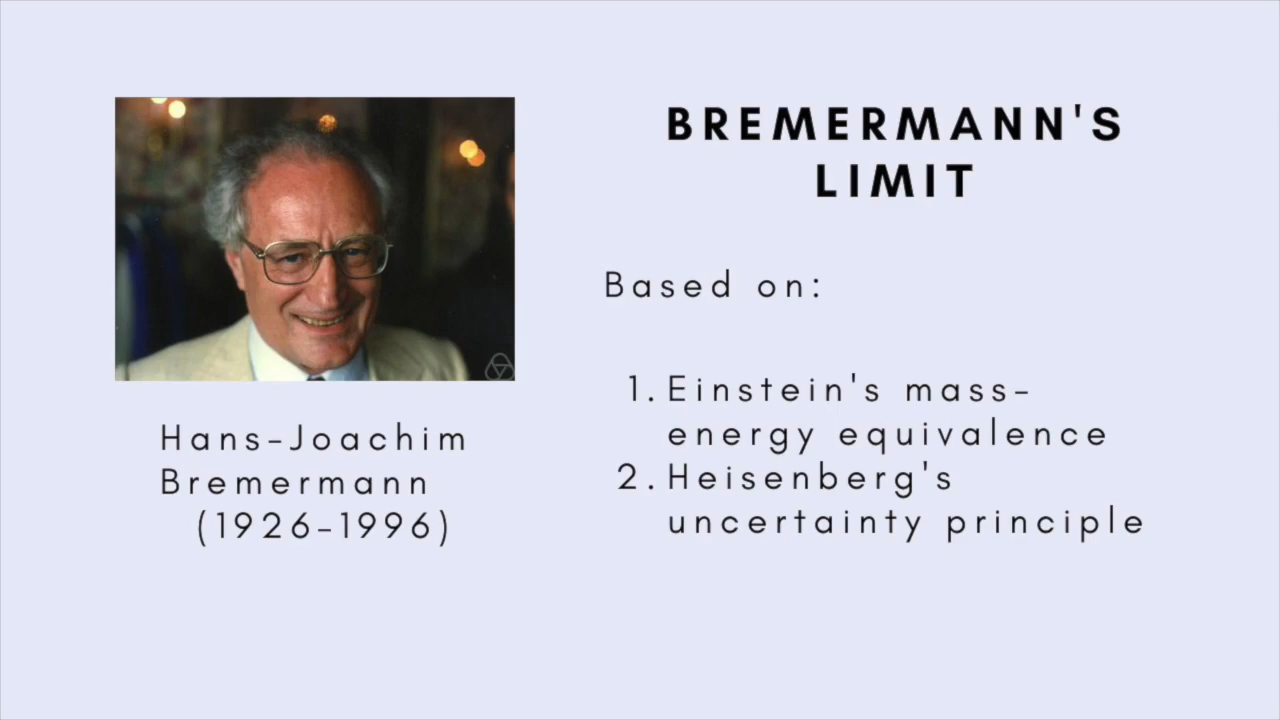 BREMERMANN'S
LIMIT
Based on:
1. Einstein's mass-
energy equivalence
2. Heisenberg's
uncertainty principle
Hans-Joachim
Bremermann
(1926-1996)